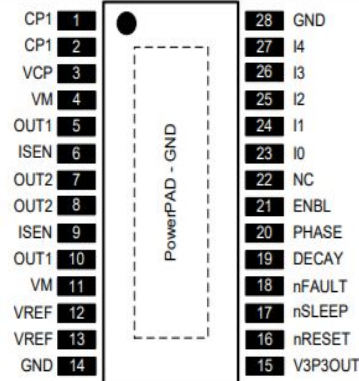 CP1 1
CP1 2
VCP 3
VM 4
OUT1 5
ISEN 6
OUT2 7
OUT2 8
ISEN 9
OUT1 10
VM 11
VREF 12
VREF 13
GND 14
PowerPAD - GND
28 GND
27 I4
26 I3
25 I2
24 I1
23 I0
22 NC
21 ENBL
20 PHASE
19 DECAY
18 nFAULT
17 nSLEEP
16 nRESET
15 V3P3OUT